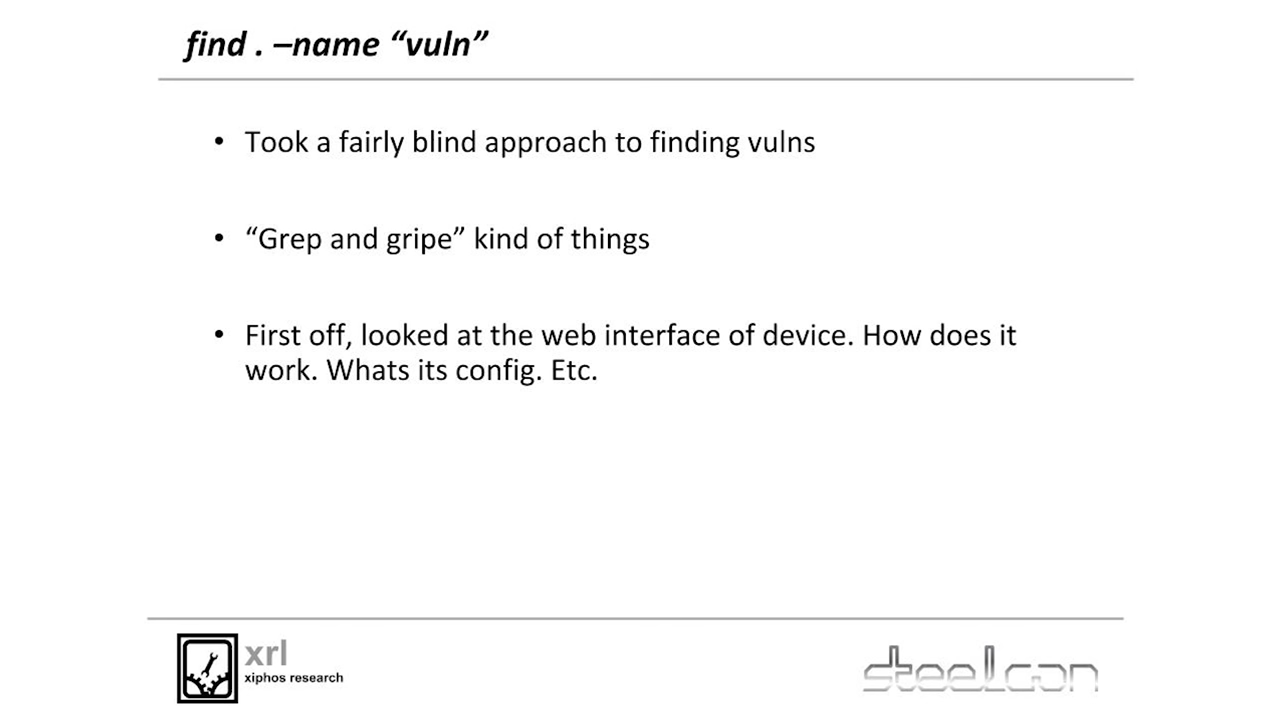 find . –name “vuln”
• Took a fairly blind approach to finding vulns
• “Grep and gripe” kind of things
• First off, looked at the web interface of device. How does it
work. Whats its config. Etc.
xrl
xiphos research
steelcon